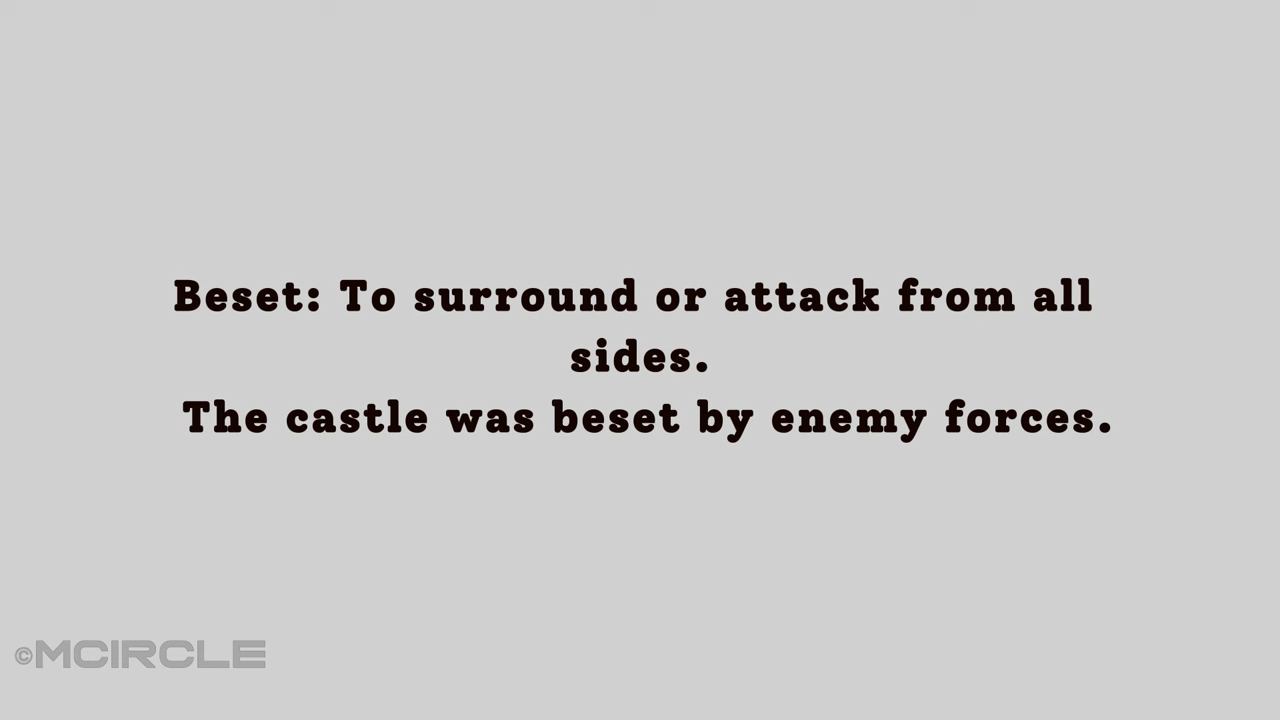 Beset: To surround or attack from all
sides.
The castle was beset by enemy forces.
©MCIRCLE